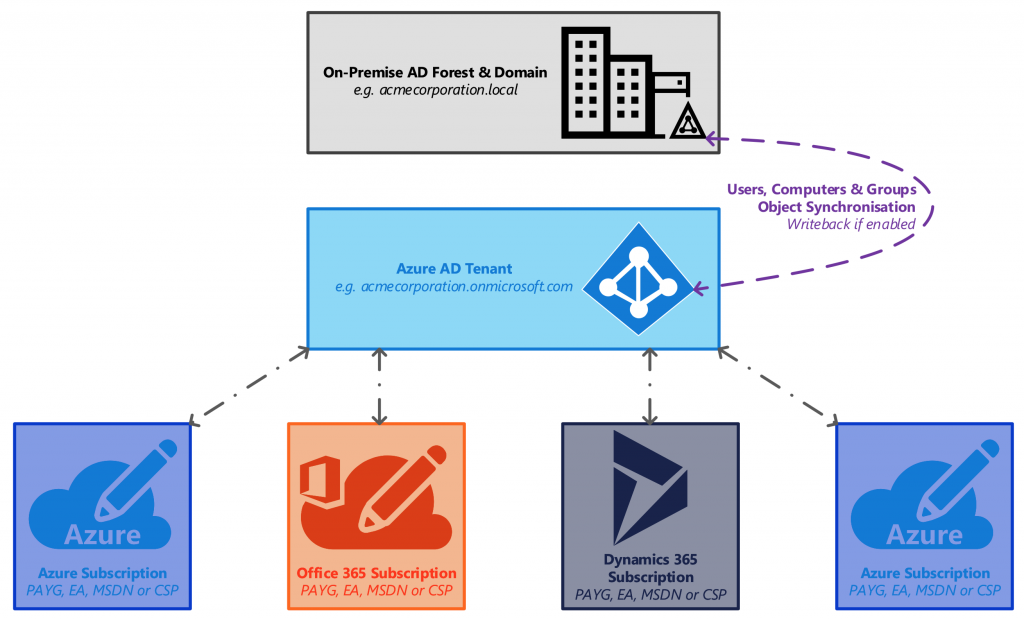 On-Premise AD Forest & Domain
e.g. acmecorporation.local
Users, Computers & Groups
Object Synchronisation
Writeback if enabled
Azure AD Tenant
e.g. acmecorporation.onmicrosoft.com
Azure
Azure Subscription
PAYG, EA, MSDN or CSP
Office 365 Subscription
PAYG, EA, MSDN or CSP
Dynamics 365
Subscription
PAYG, EA, MSDN or CSP
Azure
Azure Subscription
PAYG, EA, MSDN or CSP